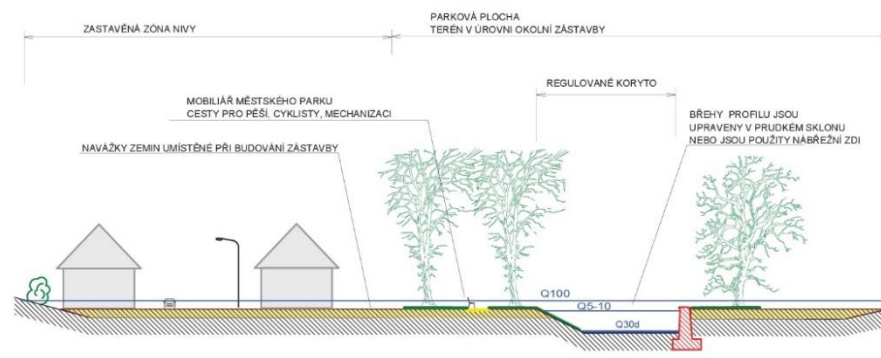 ZASTAVĚNÁ ZÓNA NIVY
PARKOVÁ PLOCHA
TERÉN V ÚROVNI OKOLNÍ ZÁSTAVBY
REGULOVANÉ KORYTO
MOBILIÁŘ MĚSTSKÉHO PARKU
CESTY PRO PĚŠÍ, CYKLISTY, MECHANIZACI
BŘEHY PROFILU JSOU
UPRAVENY V PRUDKÉM SKLONU
NEBO JSOU POUŽITY NÁBŘEŽNÍ ZDI
NAVÁŽKY ZEMIN UMÍSTĚNÉ PŘI BUDOVÁNÍ ZÁSTAVBY
Q100
Q5-10
Q30d